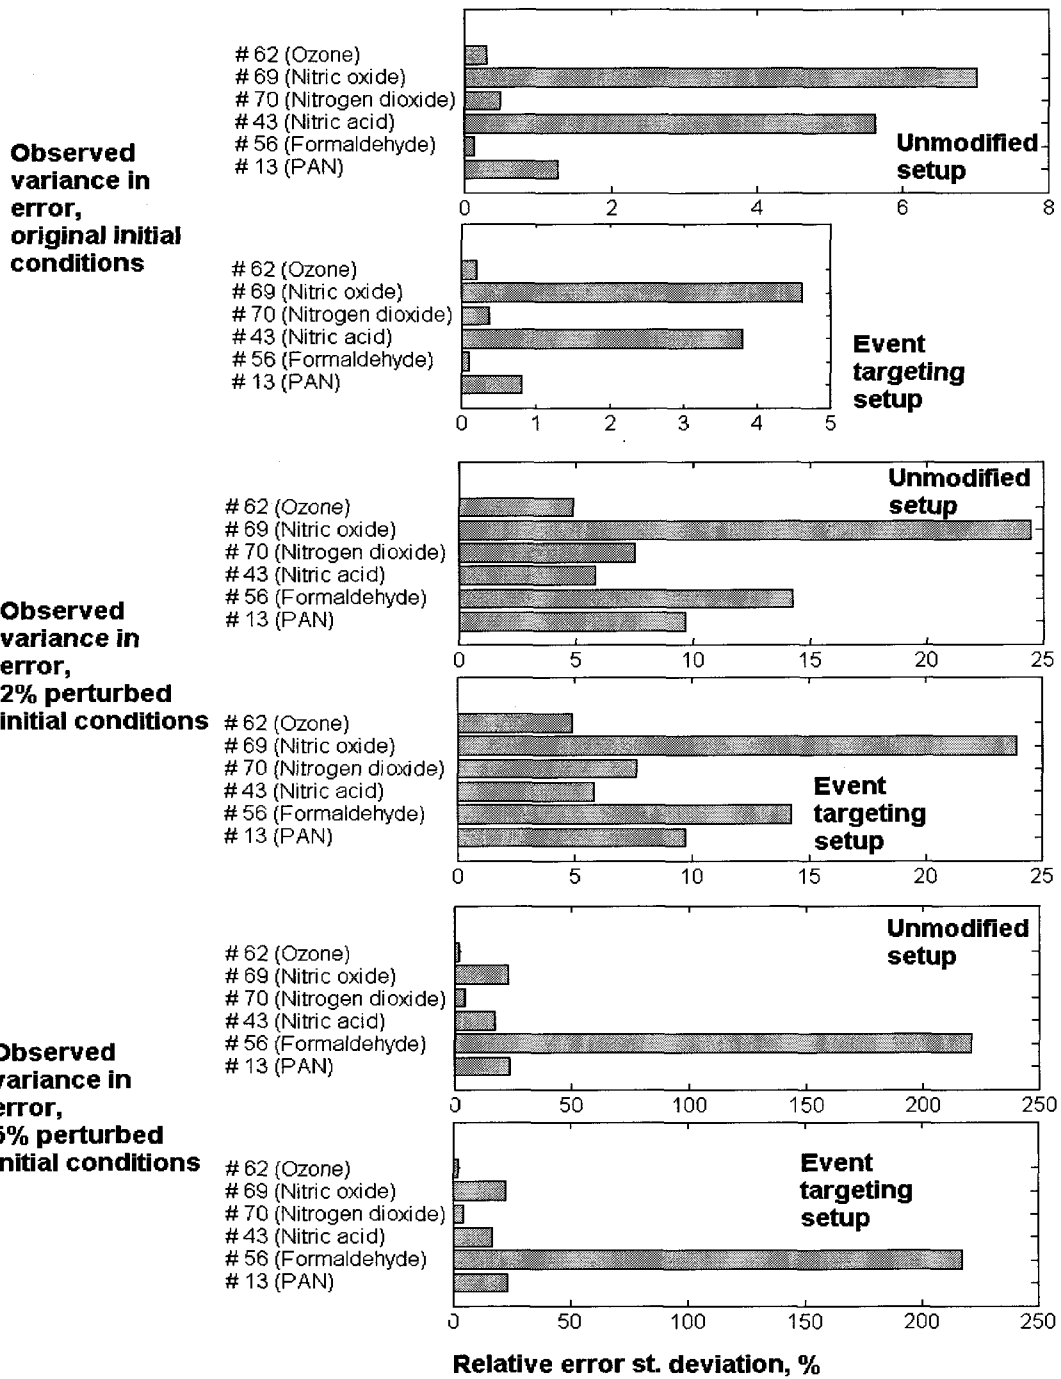 Observed
variance in
error,
original initial
conditions
# 62 (Ozone)
# 69 (Nitric oxide)
# 70 (Nitrogen dioxide)
# 43 (Nitric acid)
# 56 (Formaldehyde)
# 13 (PAN)
Unmodified
setup
0 2 4 6 8
# 62 (Ozone)
# 69 (Nitric oxide)
# 70 (Nitrogen dioxide)
# 43 (Nitric acid)
# 56 (Formaldehyde)
# 13 (PAN)
Event
targeting
setup
0 1 2 3 4 5
Observed
variance in
error,
2% perturbed
initial conditions
Unmodified
setup
# 62 (Ozone)
# 69 (Nitric oxide)
# 70 (Nitrogen dioxide)
# 43 (Nitric acid)
# 56 (Formaldehyde)
# 13 (PAN)
0 5 10 15 20 25
# 62 (Ozone)
# 69 (Nitric oxide)
# 70 (Nitrogen dioxide)
# 43 (Nitric acid)
# 56 (Formaldehyde)
# 13 (PAN)
Event
targeting
setup
0 5 10 15 20 25
Observed
variance in
error,
5% perturbed
initial conditions
Unmodified
setup
# 62 (Ozone)
# 69 (Nitric oxide)
# 70 (Nitrogen dioxide)
# 43 (Nitric acid)
# 56 (Formaldehyde)
# 13 (PAN)
0 50 100 150 200 250
# 62 (Ozone)
# 69 (Nitric oxide)
# 70 (Nitrogen dioxide)
# 43 (Nitric acid)
# 56 (Formaldehyde)
# 13 (PAN)
Event
targeting
setup
0 50 100 150 200 250
Relative error st. deviation, %